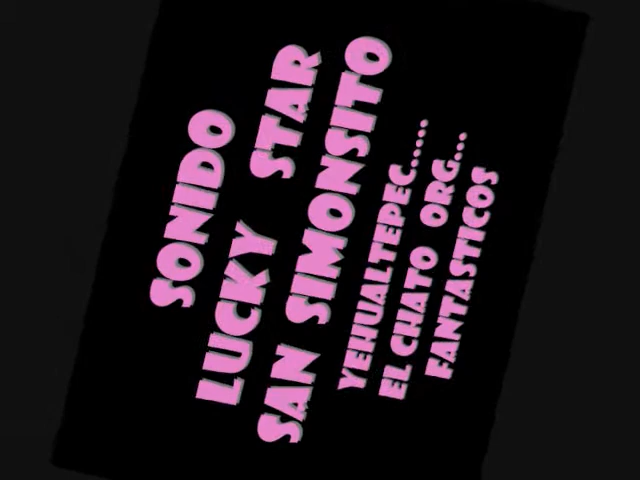 SONIDO
LUCKY STAR
SAN SIMONSITO
YEHUALTEPEC.....
EL CHATO ORG...
FANTASTICOS